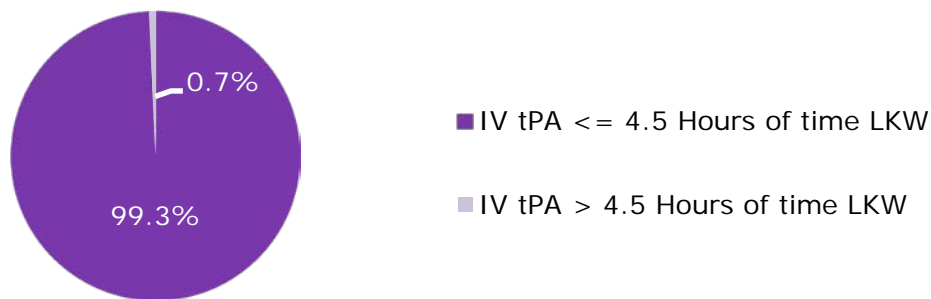 0.7%
IV tPA <= 4.5 Hours of time LKW
IV tPA > 4.5 Hours of time LKW
99.3%